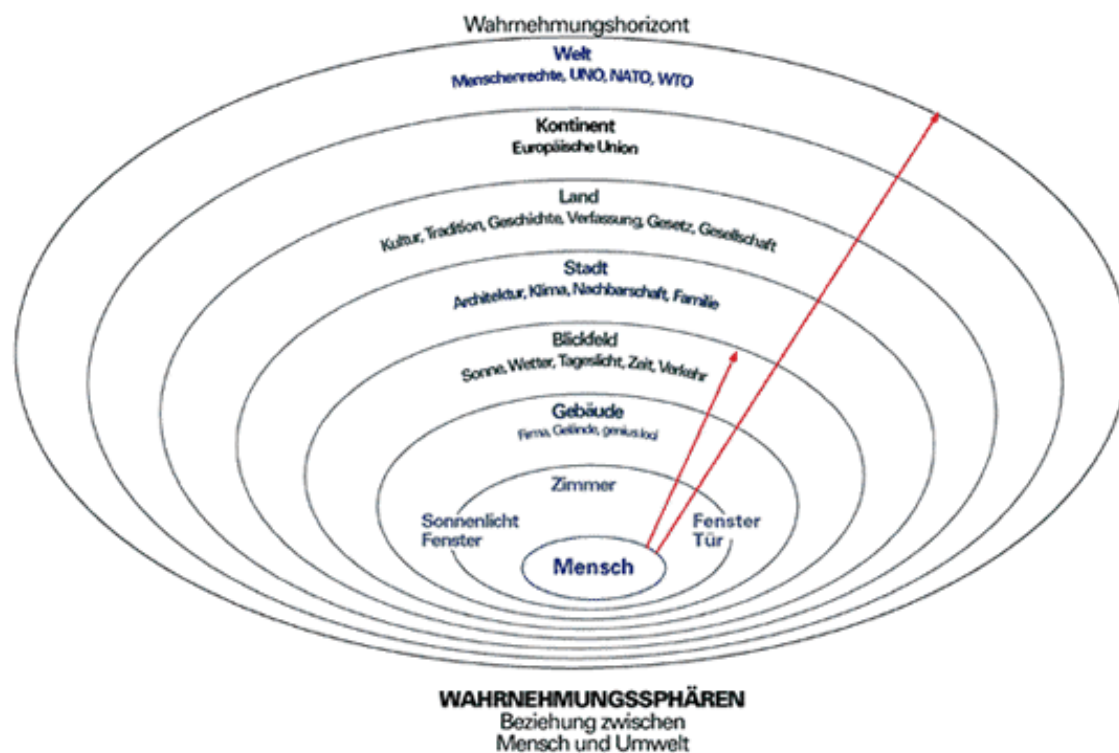 Wahrnehmungshorizont
Welt
Menschenrechte, UNO, NATO, WTO
Kontinent
Europäische Union
Land
Kultur, Tradition, Geschichte, Verfassung, Gesetz, Gesellschaft
Stadt
Architektur, Klima, Nachbarschaft, Familie
Blickfeld
Sonne, Wetter, Tageslicht, Zeit, Verkehr
Gebäude
Firma, Gelände, genius loci
Zimmer
Sonnenlicht
Fenster
Fenster
Tür
Mensch
WAHRNEHMUNGSSPHÄREN
Beziehung zwischen
Mensch und Umwelt